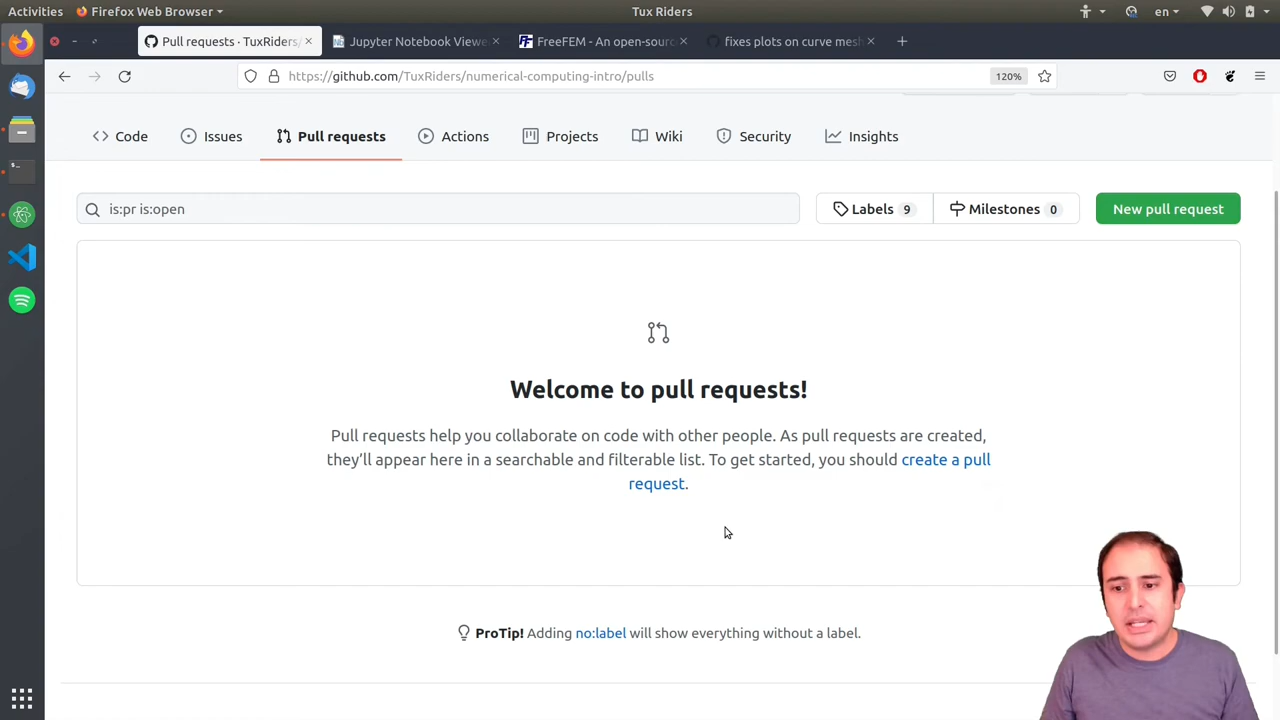 Activities
Firefox Web Browser
Tux Riders
en
Pull requests · TuxRiders/
Jupyter Notebook Viewe
FreeFEM - An open-sourc
fixes plots on curve mesh
https://github.com/TuxRiders/numerical-computing-intro/pulls
120%
Code
Issues
Pull requests
Actions
Projects
Wiki
Security
Insights
is:pr is:open
Labels 9
Milestones 0
New pull request
Welcome to pull requests!
Pull requests help you collaborate on code with other people. As pull requests are created,
they’ll appear here in a searchable and filterable list. To get started, you should create a pull
request.
ProTip! Adding no:label will show everything without a label.